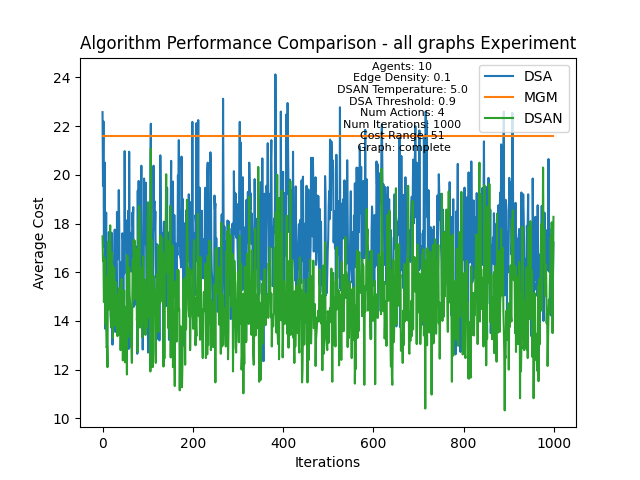 Algorithm Performance Comparison - all graphs Experiment
Agents: 10
Edge Density: 0.1
DSAN Temperature: 5.0
DSA Threshold: 0.9
Num Actions: 4
Num Iterations: 1000
Cost Range: 51
Graph: complete
DSA
MGM
DSAN
24
22
20
18
16
14
12
10
Average Cost
0
200
400
600
800
1000
Iterations